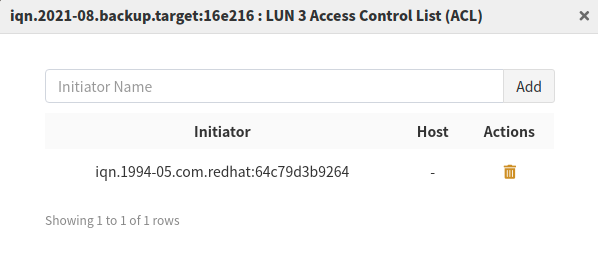 iqn.2021-08.backup.target:16e216 : LUN 3 Access Control List (ACL) ×
Initiator Name Add
Initiator Host Actions
iqn.1994-05.com.redhat:64c79d3b9264 -
Showing 1 to 1 of 1 rows